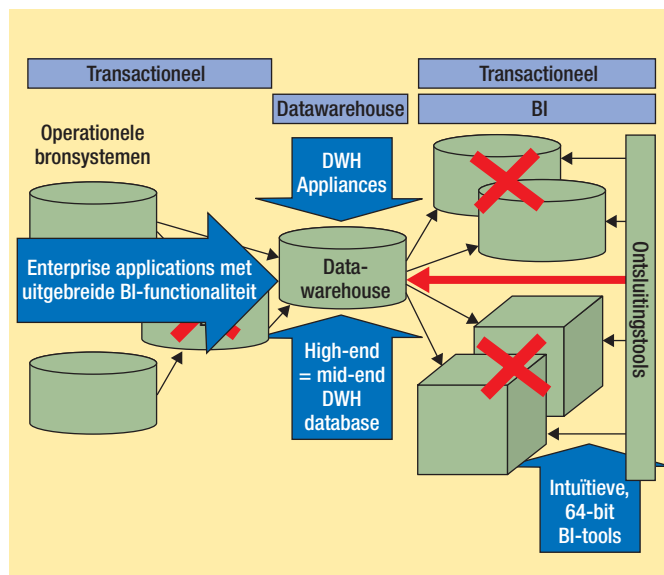 Transactioneel
Transactioneel
Datawarehouse
BI
Operationele
bronsystemen
DWH
Appliances
Enterprise applications met
uitgebreide BI-functionaliteit
Data-
warehouse
High-end
= mid-end
DWH
database
Ontsluitingstools
Intuïtieve,
64-bit
BI-tools